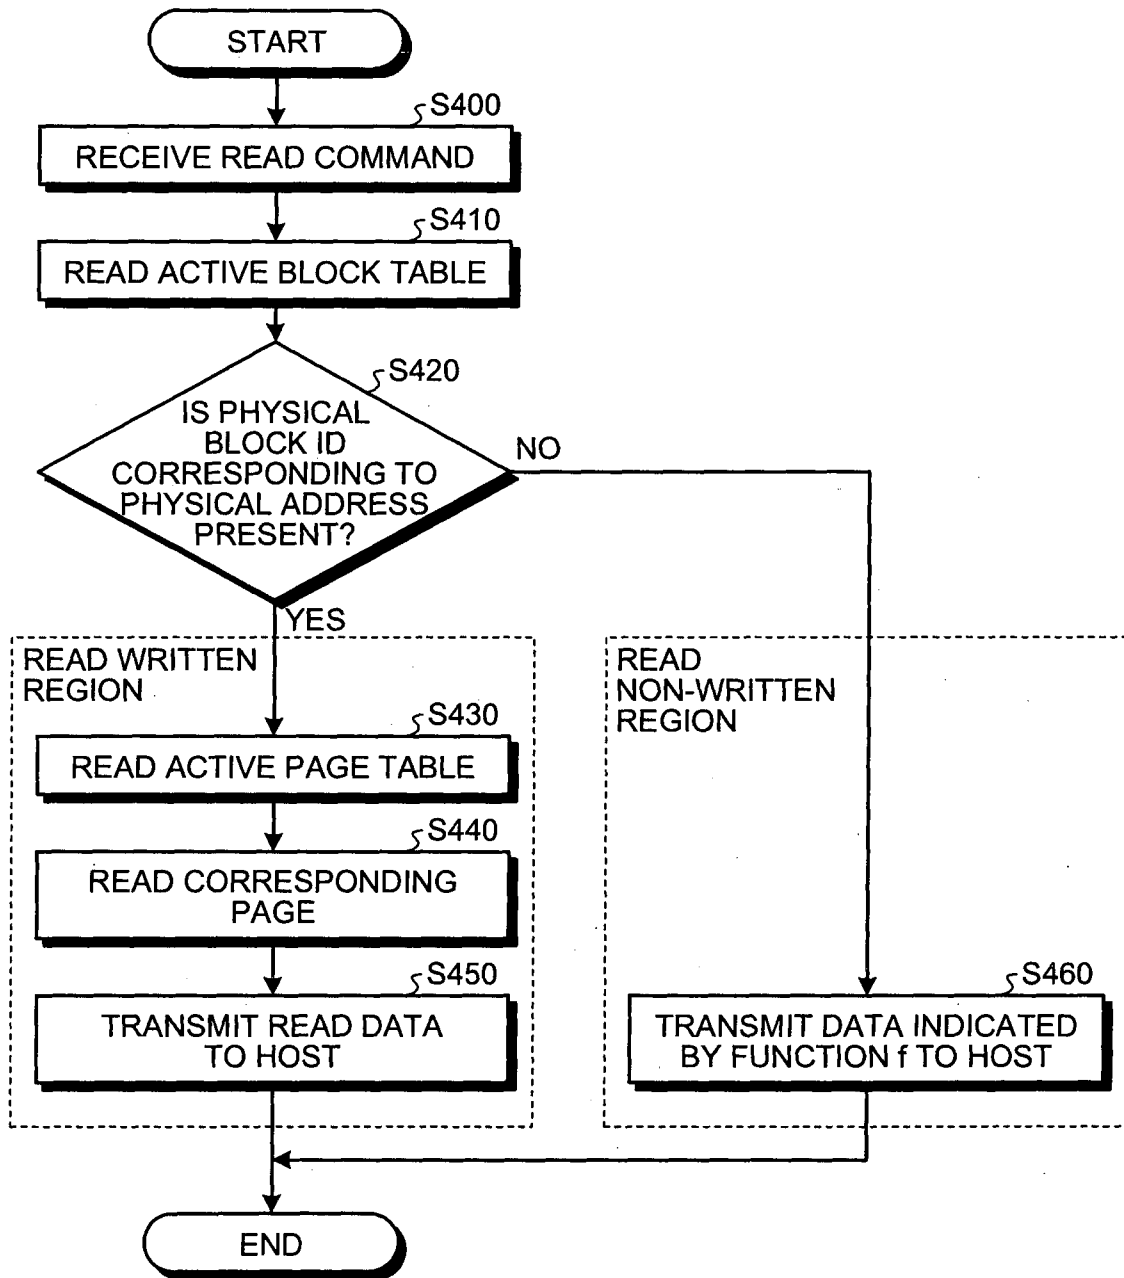 START
S400
RECEIVE READ COMMAND
S410
READ ACTIVE BLOCK TABLE
S420
IS PHYSICAL
BLOCK ID
CORRESPONDING TO
PHYSICAL ADDRESS
PRESENT?
NO
YES
READ WRITTEN
REGION
S430
READ ACTIVE PAGE TABLE
S440
READ CORRESPONDING
PAGE
S450
TRANSMIT READ DATA
TO HOST
READ
NON-WRITTEN
REGION
S460
TRANSMIT DATA INDICATED
BY FUNCTION f TO HOST
END